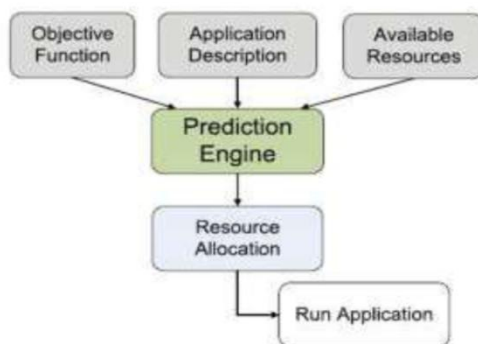 Objective
Function
Application
Description
Available
Resources
Prediction
Engine
Resource
Allocation
Run Application